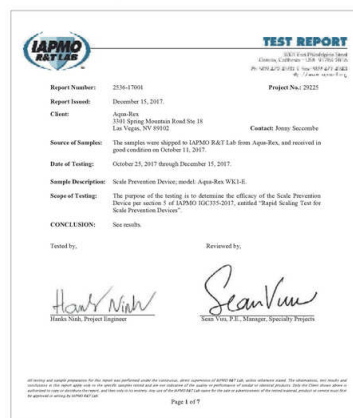 IAPMO
R&T LAB
TEST REPORT
Report Number: 2536-17001 Project No.: 29225
Report Issued: December 15, 2017.
Client: Aqua-Rex
3301 Spring Mountain Road Ste 18
Las Vegas, NV 89102 Contact: Jonny Seccombe
Source of Samples: The samples were shipped to IAPMO R&T Lab from Aqua-Rex, and received in
good condition on October 11, 2017.
Date of Testing: October 23, 2017 through December 15, 2017.
Sample Description: Scale Prevention Device; model: Aqua-Rex WK1-E.
Scope of Testing: The purpose of the testing is to determine the efficacy of the Scale Prevention
Device per section 5 of IAPMO IGC335-2017, entitled "Rapid Scaling Test for
Scale Prevention Devices".
CONCLUSION: See results.
Tested by, Reviewed by,
Hanks Ninh Sean Vuu
Hanks Ninh, Project Engineer Sean Vuu, P.E., Manager, Specialty Projects
Page 1 of 7